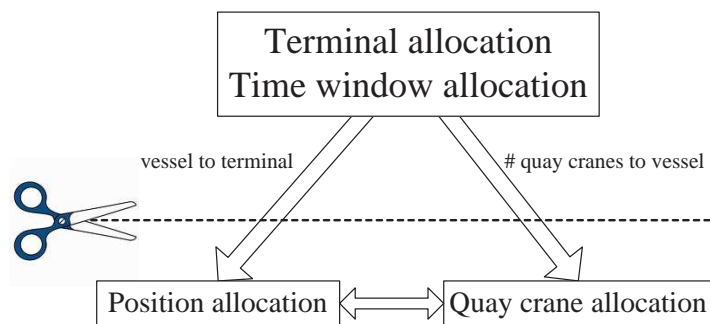 Terminal allocation
Time window allocation
vessel to terminal
# quay cranes to vessel
Position allocation
Quay crane allocation